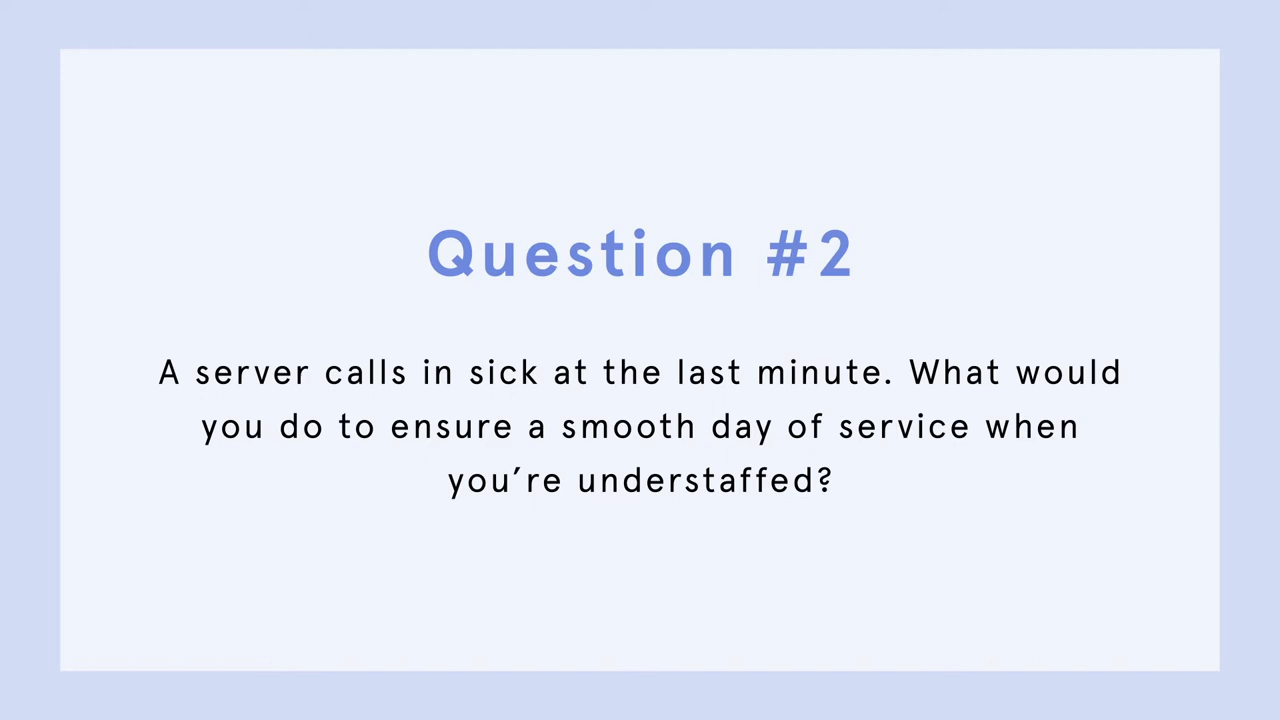 Question #2
A server calls in sick at the last minute. What would
you do to ensure a smooth day of service when
you’re understaffed?